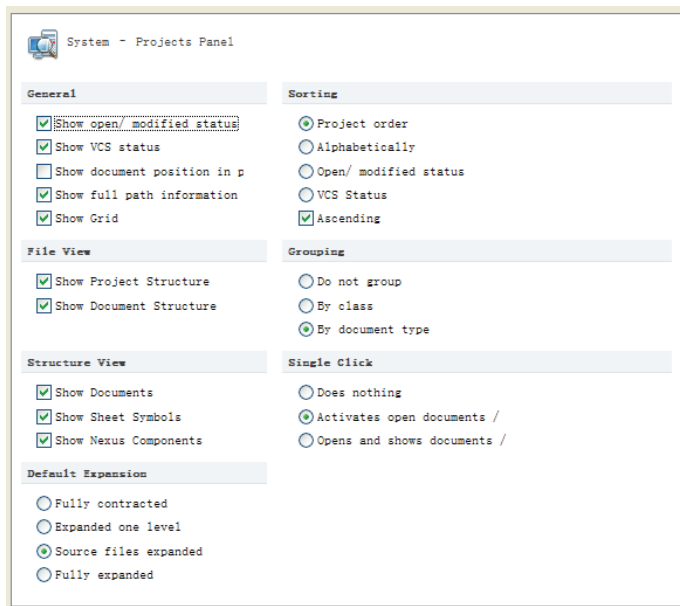 System - Projects Panel
General
Show open/ modified status
Show VCS status
Show document position in p
Show full path information
Show Grid
Sorting
Project order
Alphabetically
Open/ modified status
VCS Status
Ascending
File View
Show Project Structure
Show Document Structure
Grouping
Do not group
By class
By document type
Structure View
Show Documents
Show Sheet Symbols
Show Nexus Components
Single Click
Does nothing
Activates open documents /
Opens and shows documents /
Default Expansion
Fully contracted
Expanded one level
Source files expanded
Fully expanded